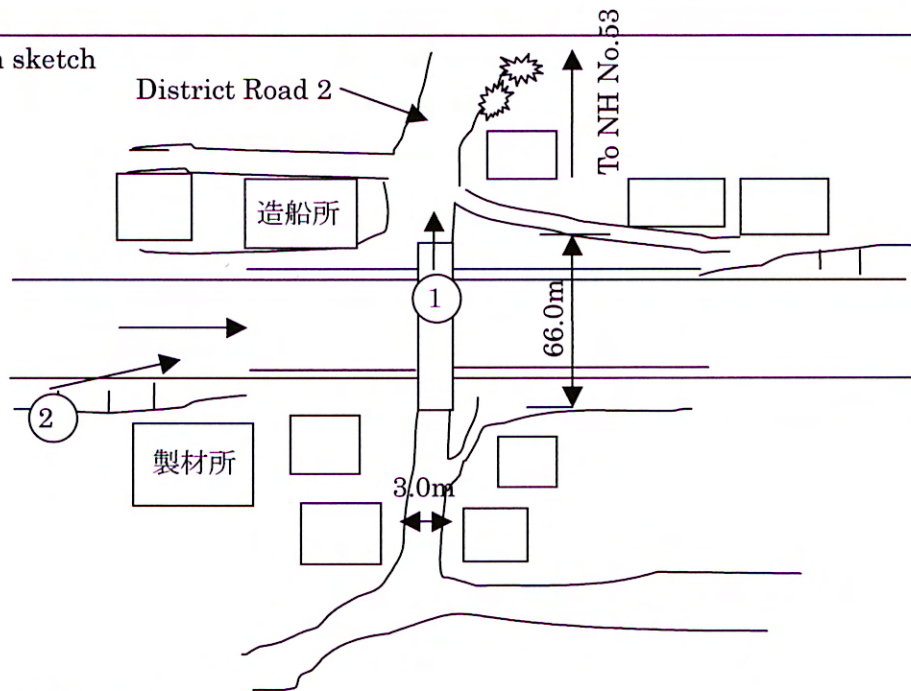 sketch
District Road 2
To NH No.53
造船所
1
66.0m
2
製材所
3.0m